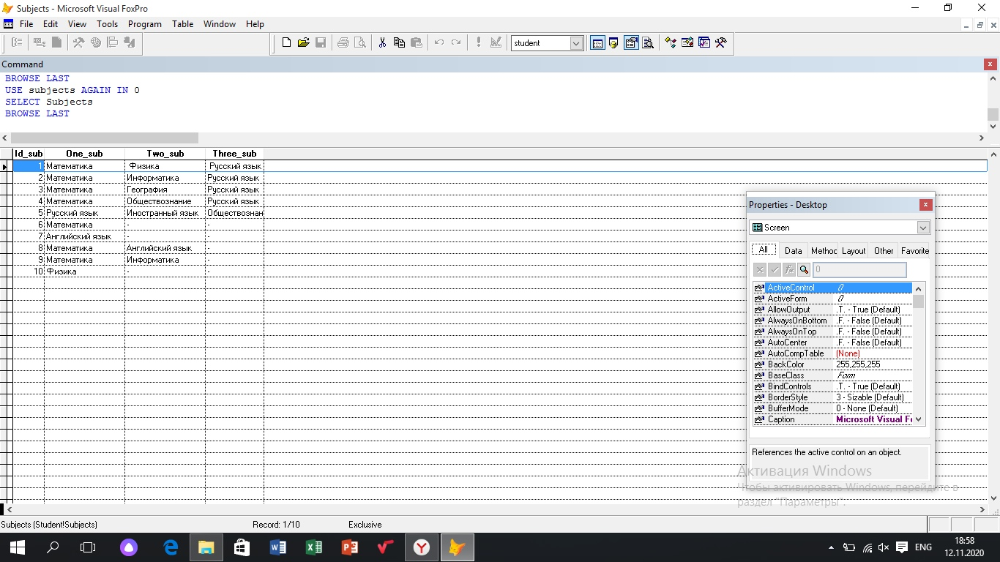 Subjects - Microsoft Visual FoxPro
File Edit View Tools Program Table Window Help
student
Command
BROWSE LAST
USE subjects AGAIN IN 0
SELECT Subjects
BROWSE LAST
Id_sub One_sub Two_sub Three_sub
1 Математика Физика Русский язык
2 Математика Информатика Русский язык
3 Математика География Русский язык
4 Математика Обществознание Русский язык
5 Русский язык Иностранный язык Обществознан
6 Математика - -
7 Английский язык - -
8 Математика Английский язык -
9 Математика Информатика -
10 Физика - -
Properties - Desktop
Screen
All Data Methoc Layout Other Favorite
0
ActiveControl 0
ActiveForm 0
AllowOutput .T. - True (Default)
AlwaysOnBottom .F. - False (Default)
AlwaysOnTop .F. - False (Default)
AutoCenter .F. - False (Default)
AutoCompTable (None)
BackColor 255,255,255
BaseClass Form
BindControls .T. - True (Default)
BorderStyle 3 - Sizable (Default)
BufferMode 0 - None (Default)
Caption Microsoft Visual Fo
References the active control on an object.
Активация Windows
Чтобы активировать Windows, перейдите в
раздел "Параметры".
Subjects (Student!Subjects) Record: 1/10 Exclusive
ENG
18:58
12.11.2020